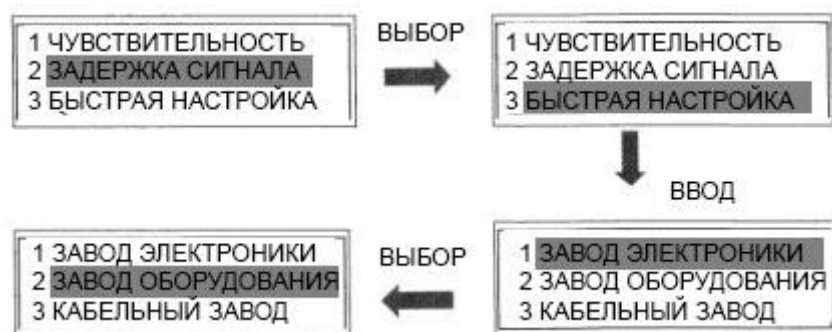 1 ЧУВСТВИТЕЛЬНОСТЬ
2 ЗАДЕРЖКА СИГНАЛА
3 БЫСТРАЯ НАСТРОЙКА
ВЫБОР
1 ЧУВСТВИТЕЛЬНОСТЬ
2 ЗАДЕРЖКА СИГНАЛА
3 БЫСТРАЯ НАСТРОЙКА
ВВОД
1 ЗАВОД ЭЛЕКТРОНИКИ
2 ЗАВОД ОБОРУДОВАНИЯ
3 КАБЕЛЬНЫЙ ЗАВОД
ВЫБОР
1 ЗАВОД ЭЛЕКТРОНИКИ
2 ЗАВОД ОБОРУДОВАНИЯ
3 КАБЕЛЬНЫЙ ЗАВОД